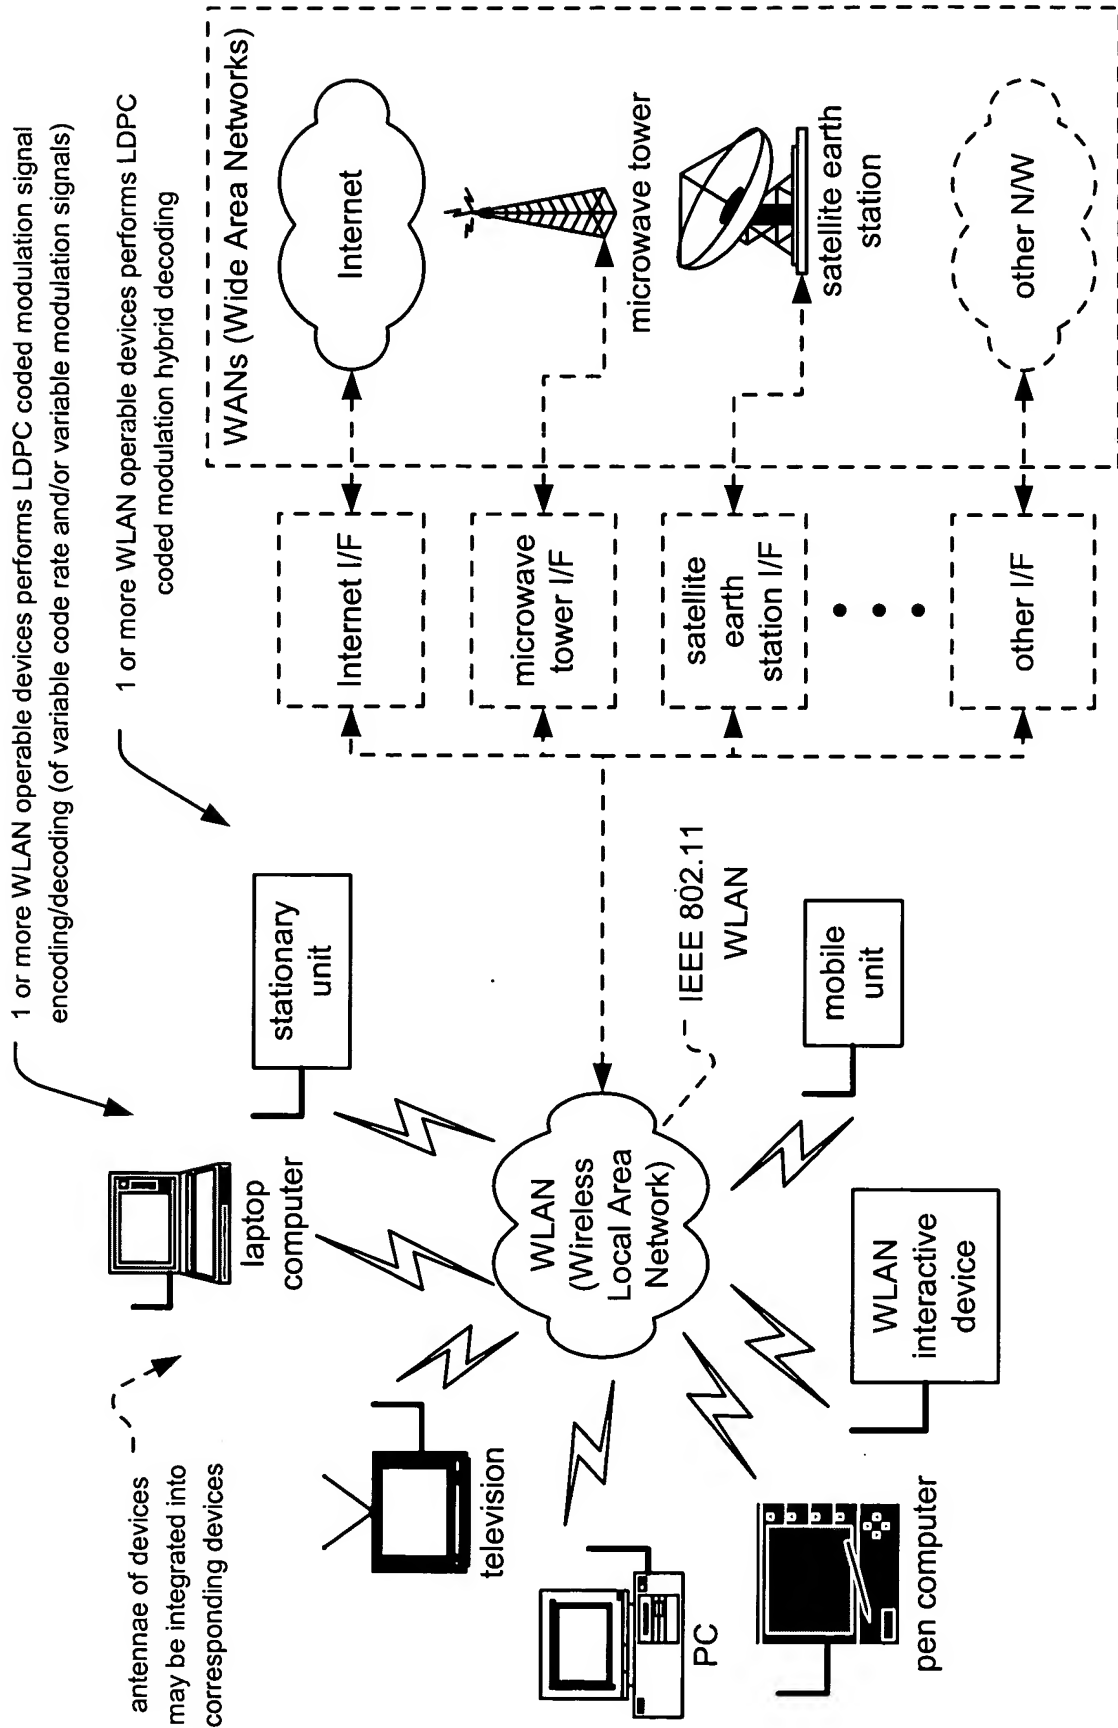 1 or more WLAN operable devices performs LDPC coded modulation signal
encoding/decoding (of variable code rate and/or variable modulation signals)
1 or more WLAN operable devices performs LDPC
coded modulation hybrid decoding
antennae of devices
may be integrated into
corresponding devices
laptop
computer
stationary
unit
television
PC
pen computer
WLAN
(Wireless
Local Area
Network)
IEEE 802.11
WLAN
WLAN
interactive
device
mobile
unit
Internet I/F
microwave
tower I/F
satellite
earth
station I/F
other I/F
WANs (Wide Area Networks)
Internet
microwave tower
satellite earth
station
other N/W